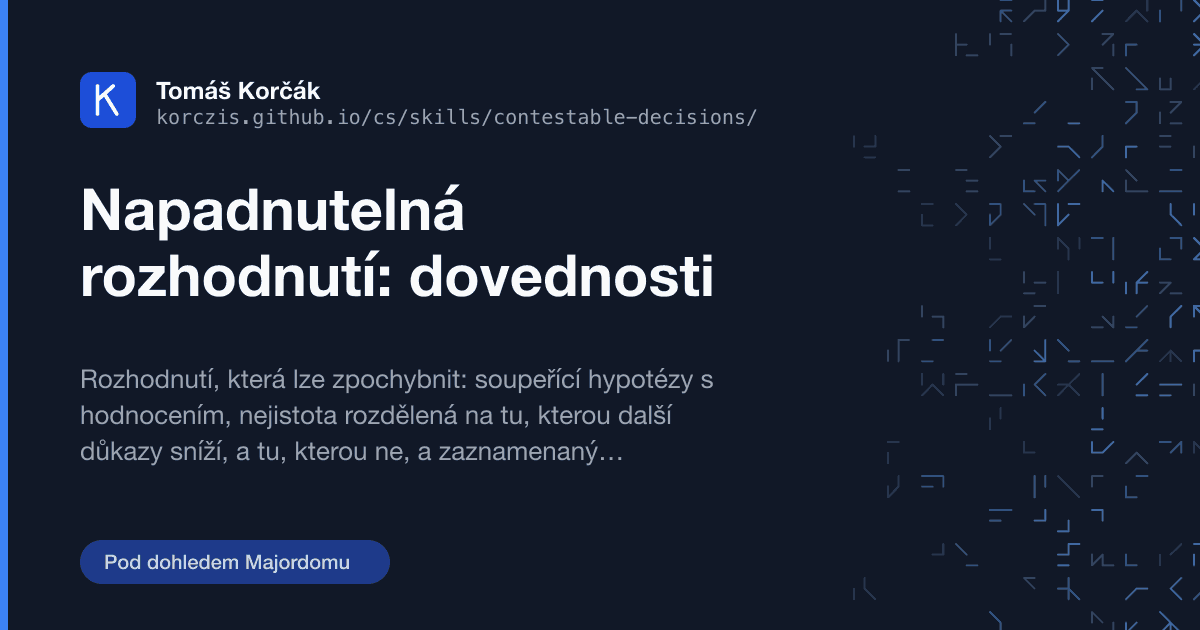 K
Tomáš Korčák
korczis.github.io/cs/skills/contestable-decisions/
Napadnutelná
rozhodnutí: dovednosti
Rozhodnutí, která lze zpochybnit: soupeřící hypotézy s
hodnocením, nejistota rozdělená na tu, kterou další
důkazy sníží, a tu, kterou ne, a zaznamenaný…
Pod dohledem Majordomu